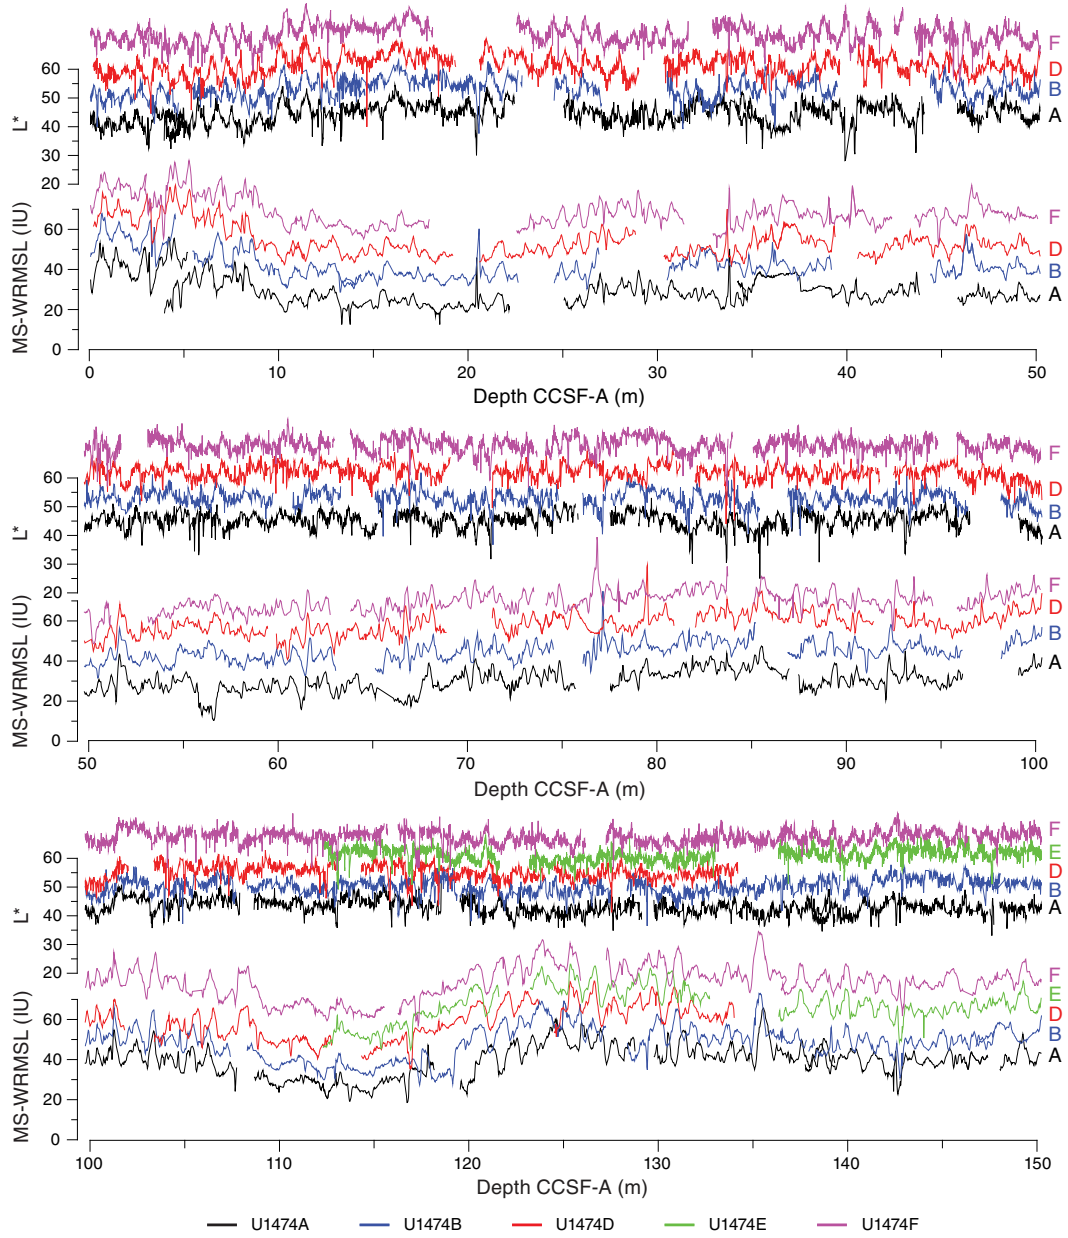 60
50
40
30
20
L*
F
D
B
A
60
40
20
0
MS-WRMSL (IU)
F
D
B
A
0 10 20 30 40 50
Depth CCSF-A (m)
60
50
40
30
20
L*
F
D
B
A
60
40
20
0
MS-WRMSL (IU)
F
D
B
A
50 60 70 80 90 100
Depth CCSF-A (m)
60
50
40
30
20
L*
F
E
D
B
A
60
40
20
0
MS-WRMSL (IU)
F
E
D
B
A
100 110 120 130 140 150
Depth CCSF-A (m)
U1474A U1474B U1474D U1474E U1474F